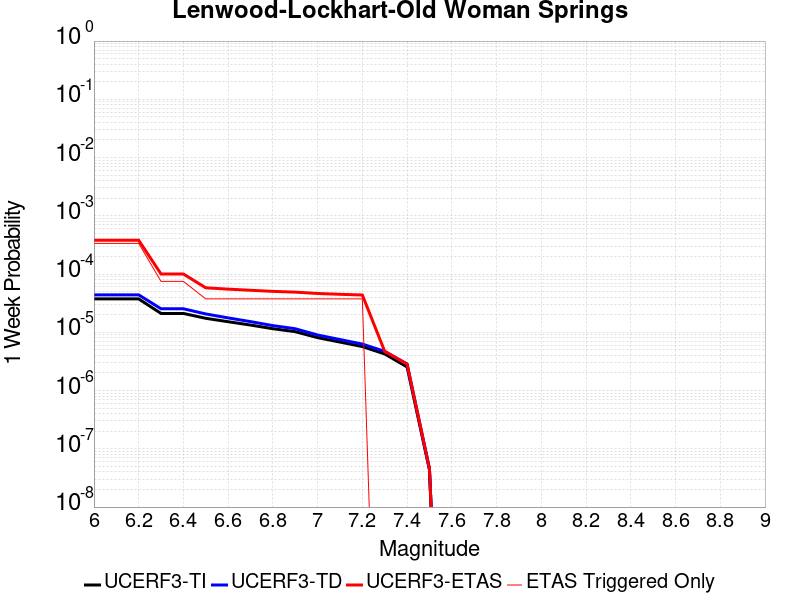 Lenwood-Lockhart-Old Woman Springs
1 Week Probability
10^0
10^-1
10^-2
10^-3
10^-4
10^-5
10^-6
10^-7
10^-8
6 6.2 6.4 6.6 6.8 7 7.2 7.4 7.6 7.8 8 8.2 8.4 8.6 8.8 9
Magnitude
UCERF3-TI UCERF3-TD UCERF3-ETAS ETAS Triggered Only